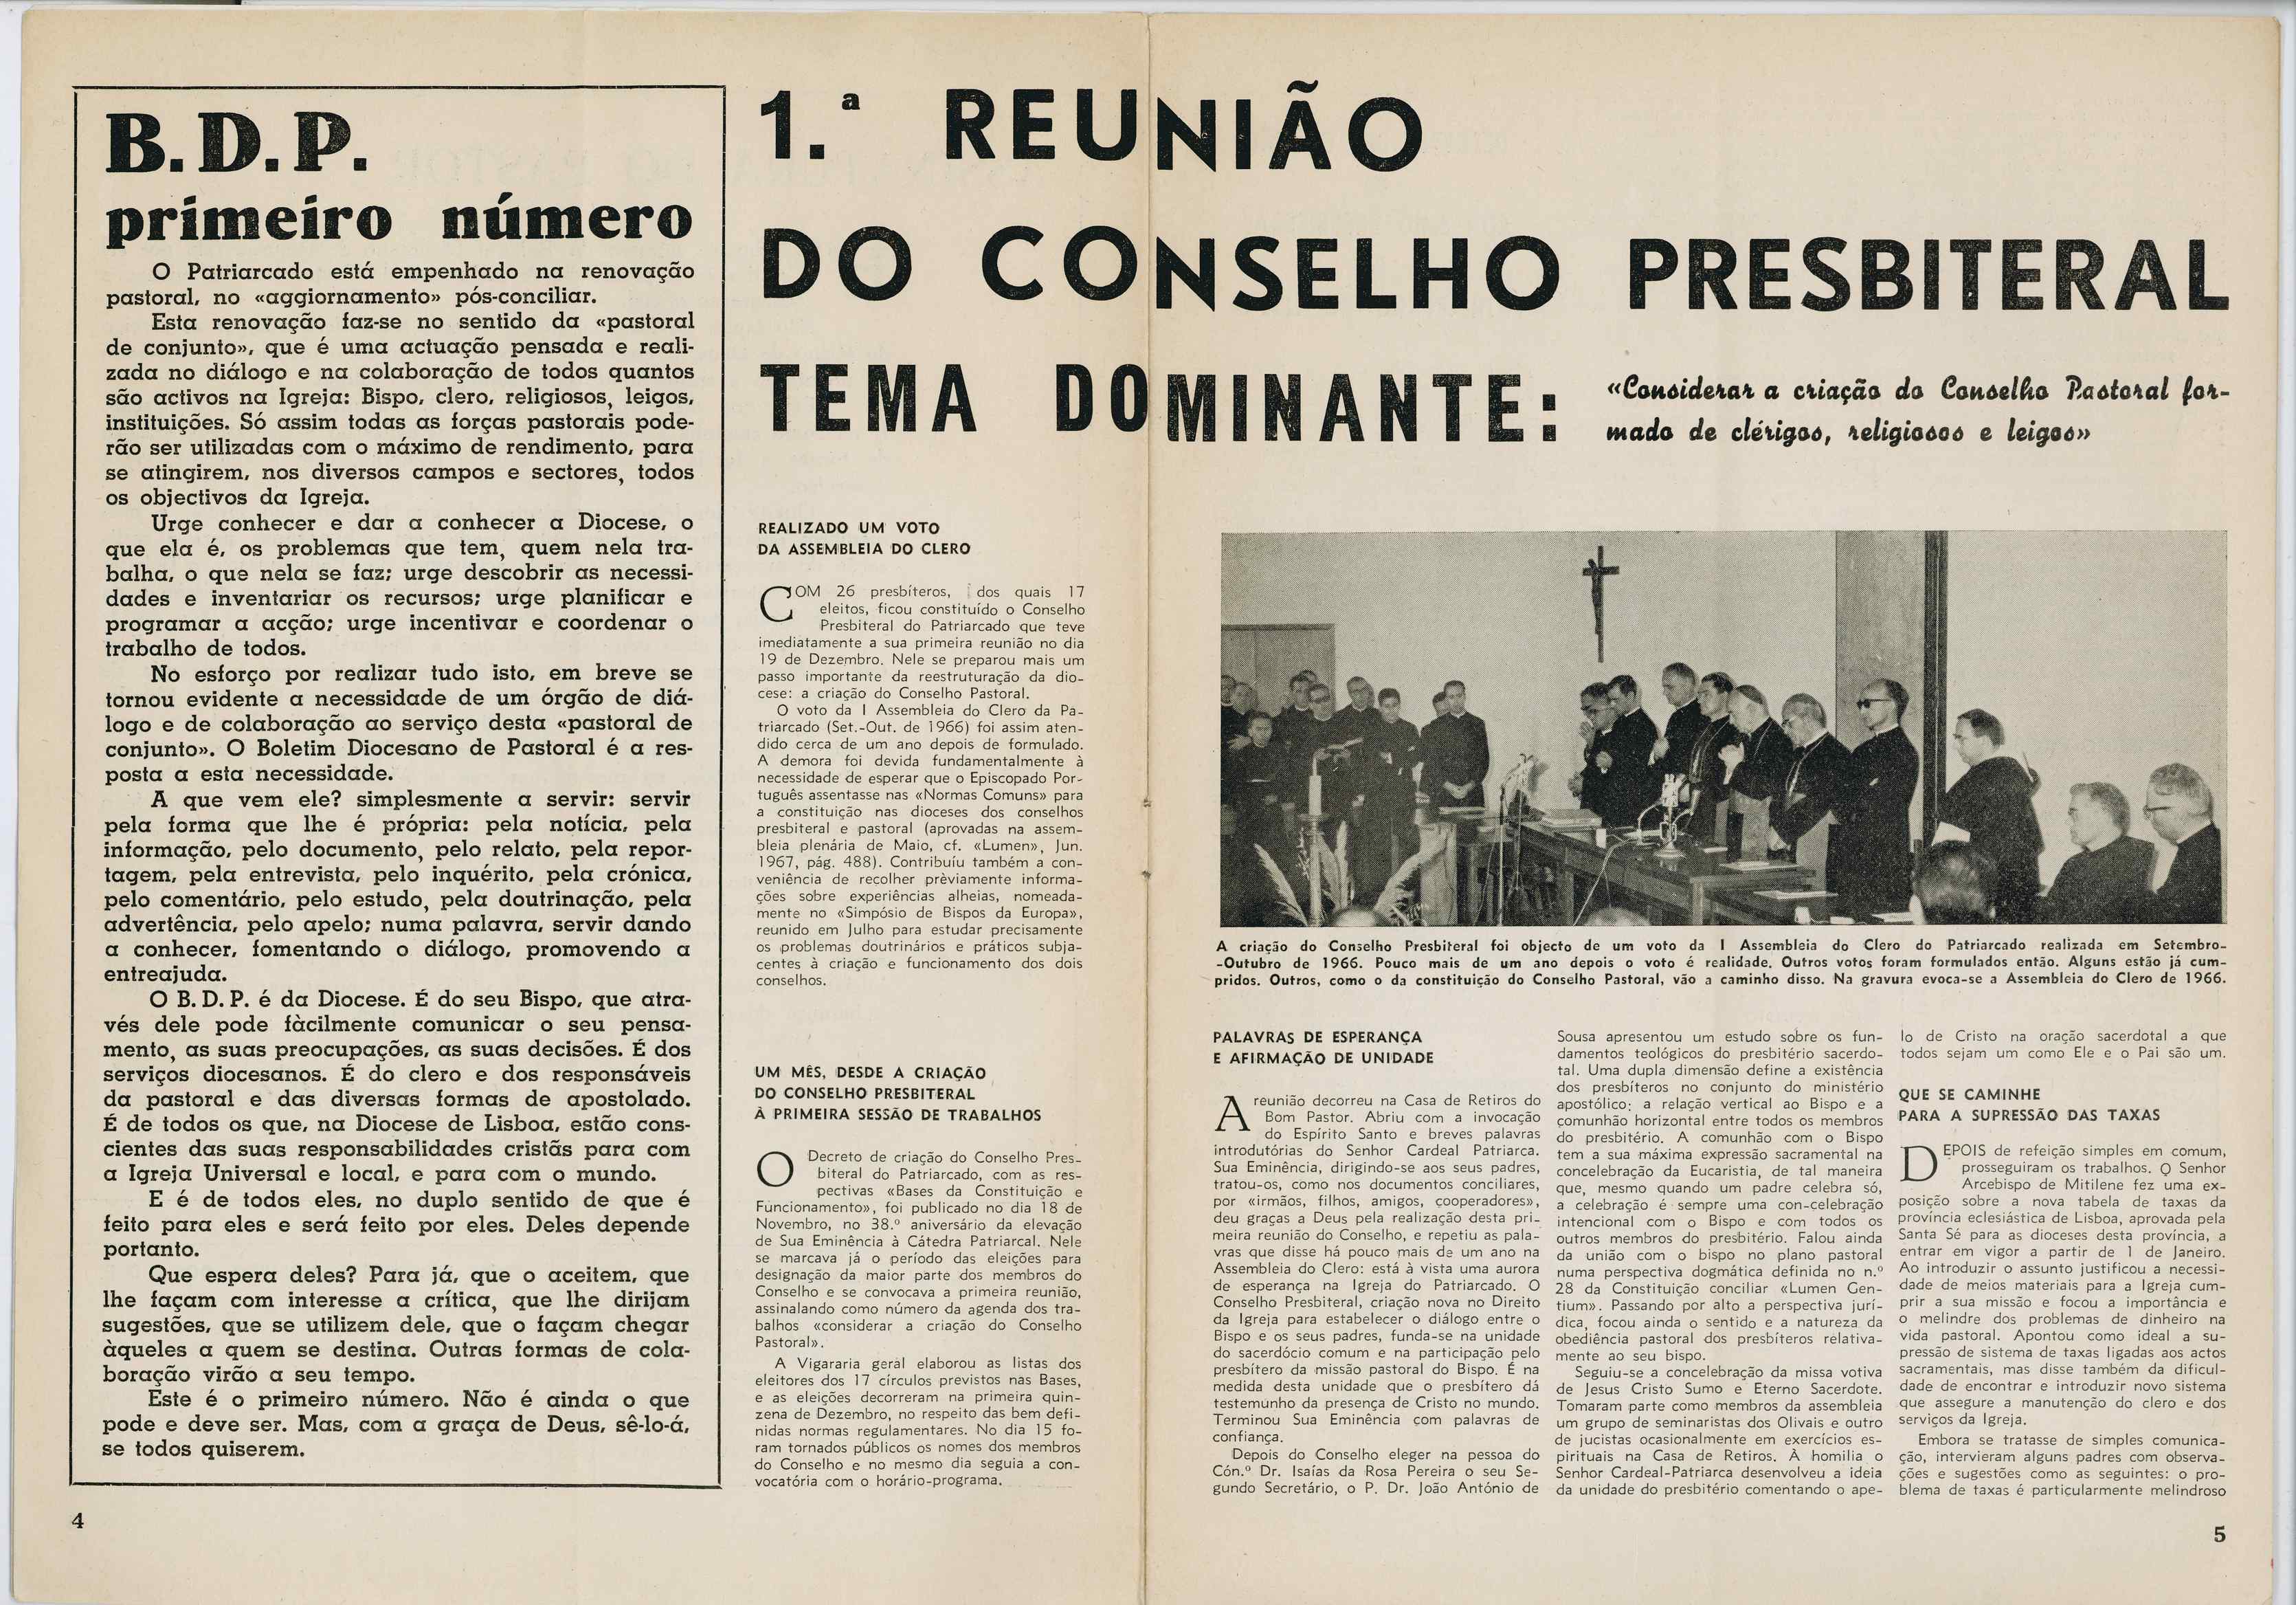 B.D.P.
primeiro número
O Patriarcado está empenhado na renovação
pastoral, no «aggiornamento» pós-conciliar.
Esta renovação faz-se no sentido da «pastoral
de conjunto», que é uma actuação pensada e reali-
zada no diálogo e na colaboração de todos quantos
são activos na Igreja: Bispo, clero, religiosos, leigos,
instituições. Só assim todas as forças pastorais pode-
rão ser utilizadas com o máximo de rendimento, para
se atingirem, nos diversos campos e sectores, todos
os objectivos da Igreja.
Urge conhecer e dar a conhecer a Diocese, o
que ela é, os problemas que tem, quem nela tra-
balha, o que nela se faz; urge descobrir as necessi-
dades e inventariar os recursos; urge planificar e
programar a acção; urge incentivar e coordenar o
trabalho de todos.
No esforço por realizar tudo isto, em breve se
tornou evidente a necessidade de um órgão de diá-
logo e de colaboração ao serviço desta «pastoral de
conjunto». O Boletim Diocesano de Pastoral é a res-
posta a esta necessidade.
A que vem ele? simplesmente a servir: servir
pela forma que lhe é própria: pela notícia, pela
informação, pelo documento, pelo relato, pela repor-
tagem, pela entrevista, pelo inquérito, pela crónica,
pelo comentário, pelo estudo, pela doutrinação, pela
advertência, pelo apelo; numa palavra, servir dando
a conhecer, fomentando o diálogo, promovendo a
entreajuda.
O B. D. P. é da Diocese. É do seu Bispo, que atra-
vés dele pode fàcilmente comunicar o seu pensa-
mento, as suas preocupações, as suas decisões. É dos
serviços diocesanos. É do clero e dos responsáveis
da pastoral e das diversas formas de apostolado.
É de todos os que, na Diocese de Lisboa, estão cons-
cientes das suas responsabilidades cristãs para com
a Igreja Universal e local, e para com o mundo.
E é de todos eles, no duplo sentido de que é
feito para eles e será feito por eles. Deles depende
portanto.
Que espera deles? Para já, que o aceitem, que
lhe façam com interesse a crítica, que lhe dirijam
sugestões, que se utilizem dele, que o façam chegar
àqueles a quem se destina. Outras formas de cola-
boração virão a seu tempo.
Este é o primeiro número. Não é ainda o que
pode e deve ser. Mas, com a graça de Deus, sê-lo-á,
se todos quiserem.
4
1.ª REUNIÃO
DO CONSELHO PRESBITERAL
TEMA DOMINANTE:
«Considerar a criação do Conselho Pastoral for-
mado de clérigos, religiosos e leigos»
REALIZADO UM VOTO
DA ASSEMBLEIA DO CLERO
COM 26 presbíteros, dos quais 17
eleitos, ficou constituído o Conselho
Presbiteral do Patriarcado que teve
imediatamente a sua primeira reunião no dia
19 de Dezembro. Nele se preparou mais um
passo importante da reestruturação da dio-
cese: a criação do Conselho Pastoral.
O voto da I Assembleia do Clero da Pa-
triarcado (Set.-Out. de 1966) foi assim aten-
dido cerca de um ano depois de formulado.
A demora foi devida fundamentalmente à
necessidade de esperar que o Episcopado Por-
tuguês assentasse nas «Normas Comuns» para
a constituição nas dioceses dos conselhos
presbiteral e pastoral (aprovadas na assem-
bleia plenária de Maio, cf. «Lumen», Jun.
1967, pág. 488). Contribuíu também a con-
veniência de recolher prèviamente informa-
ções sobre experiências alheias, nomeada-
mente no «Simpósio de Bispos da Europa»,
reunido em Julho para estudar precisamente
os problemas doutrinários e práticos subja-
centes à criação e funcionamento dos dois
conselhos.
UM MÊS, DESDE A CRIAÇÃO
DO CONSELHO PRESBITERAL
À PRIMEIRA SESSÃO DE TRABALHOS
O Decreto de criação do Conselho Pres-
biteral do Patriarcado, com as res-
pectivas «Bases da Constituição e
Funcionamento», foi publicado no dia 18 de
Novembro, no 38.º aniversário da elevação
de Sua Eminência à Cátedra Patriarcal. Nele
se marcava já o período das eleições para
designação da maior parte dos membros do
Conselho e se convocava a primeira reunião,
assinalando como número da agenda dos tra-
balhos «considerar a criação do Conselho
Pastoral».
A Vigararia geral elaborou as listas dos
eleitores dos 17 círculos previstos nas Bases,
e as eleições decorreram na primeira quin-
zena de Dezembro, no respeito das bem defi-
nidas normas regulamentares. No dia 15 fo-
ram tornados públicos os nomes dos membros
do Conselho e no mesmo dia seguia a con-
vocatória com o horário-programa.
A criação do Conselho Presbiteral foi objecto de um voto da I Assembleia do Clero do Patriarcado realizada em Setembro-
-Outubro de 1966. Pouco mais de um ano depois o voto é realidade. Outros votos foram formulados então. Alguns estão já cum-
pridos. Outros, como o da constituição do Conselho Pastoral, vão a caminho disso. Na gravura evoca-se a Assembleia do Clero de 1966.
PALAVRAS DE ESPERANÇA
E AFIRMAÇÃO DE UNIDADE
A reunião decorreu na Casa de Retiros do
Bom Pastor. Abriu com a invocação
do Espírito Santo e breves palavras
introdutórias do Senhor Cardeal Patriarca.
Sua Eminência, dirigindo-se aos seus padres,
tratou-os, como nos documentos conciliares,
por «irmãos, filhos, amigos, cooperadores»,
deu graças a Deus pela realização desta pri-
meira reunião do Conselho, e repetiu as pala-
vras que disse há pouco mais de um ano na
Assembleia do Clero: está à vista uma aurora
de esperança na Igreja do Patriarcado. O
Conselho Presbiteral, criação nova no Direito
da Igreja para estabelecer o diálogo entre o
Bispo e os seus padres, funda-se na unidade
do sacerdócio comum e na participação pelo
presbítero da missão pastoral do Bispo. É na
medida desta unidade que o presbítero dá
testemunho da presença de Cristo no mundo.
Terminou Sua Eminência com palavras de
confiança.
Depois do Conselho eleger na pessoa do
Cón.º Dr. Isaías da Rosa Pereira o seu Se-
gundo Secretário, o P. Dr. João António de
Sousa apresentou um estudo sobre os fun-
damentos teológicos do presbitério sacerdo-
tal. Uma dupla dimensão define a existência
dos presbíteros no conjunto do ministério
apostólico: a relação vertical ao Bispo e a
comunhão horizontal entre todos os membros
do presbitério. A comunhão com o Bispo
tem a sua máxima expressão sacramental na
concelebração da Eucaristia, de tal maneira
que, mesmo quando um padre celebra só,
a celebração é sempre uma con-celebração
intencional com o Bispo e com todos os
outros membros do presbitério. Falou ainda
da união com o bispo no plano pastoral
numa perspectiva dogmática definida no n.º
28 da Constituição conciliar «Lumen Gen-
tium». Passando por alto a perspectiva jurí-
dica, focou ainda o sentido e a natureza da
obediência pastoral dos presbíteros relativa-
mente ao seu bispo.
Seguiu-se a concelebração da missa votiva
de Jesus Cristo Sumo e Eterno Sacerdote.
Tomaram parte como membros da assembleia
um grupo de seminaristas dos Olivais e outro
de jucistas ocasionalmente em exercícios es-
pirituais na Casa de Retiros. À homilia o
Senhor Cardeal-Patriarca desenvolveu a ideia
da unidade do presbitério comentando o ape-
lo de Cristo na oração sacerdotal a que
todos sejam um como Ele e o Pai são um.
QUE SE CAMINHE
PARA A SUPRESSÃO DAS TAXAS
DEPOIS de refeição simples em comum,
prosseguiram os trabalhos. O Senhor
Arcebispo de Mitilene fez uma ex-
posição sobre a nova tabela de taxas da
província eclesiástica de Lisboa, aprovada pela
Santa Sé para as dioceses desta província, a
entrar em vigor a partir de 1 de Janeiro.
Ao introduzir o assunto justificou a necessi-
dade de meios materiais para a Igreja cum-
prir a sua missão e focou a importância e
o melindre dos problemas de dinheiro na
vida pastoral. Apontou como ideal a su-
pressão de sistema de taxas ligadas aos actos
sacramentais, mas disse também da dificul-
dade de encontrar e introduzir novo sistema
que assegure a manutenção do clero e dos
serviços da Igreja.
Embora se tratasse de simples comunica-
ção, intervieram alguns padres com observa-
ções e sugestões como as seguintes: o pro-
blema de taxas é particularmente melindroso
5